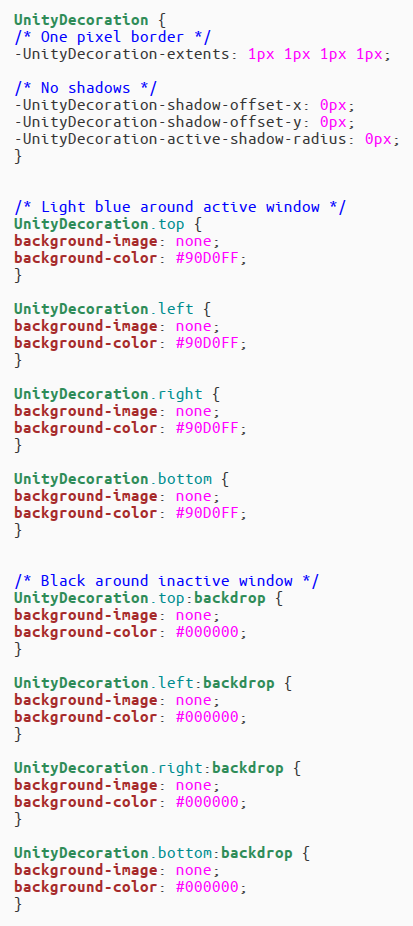 UnityDecoration {
/* One pixel border */
-UnityDecoration-extents: 1px 1px 1px 1px;
/* No shadows */
-UnityDecoration-shadow-offset-x: 0px;
-UnityDecoration-shadow-offset-y: 0px;
-UnityDecoration-active-shadow-radius: 0px;
}
/* Light blue around active window */
UnityDecoration.top {
background-image: none;
background-color: #90D0FF;
}
UnityDecoration.left {
background-image: none;
background-color: #90D0FF;
}
UnityDecoration.right {
background-image: none;
background-color: #90D0FF;
}
UnityDecoration.bottom {
background-image: none;
background-color: #90D0FF;
}
/* Black around inactive window */
UnityDecoration.top:backdrop {
background-image: none;
background-color: #000000;
}
UnityDecoration.left:backdrop {
background-image: none;
background-color: #000000;
}
UnityDecoration.right:backdrop {
background-image: none;
background-color: #000000;
}
UnityDecoration.bottom:backdrop {
background-image: none;
background-color: #000000;
}